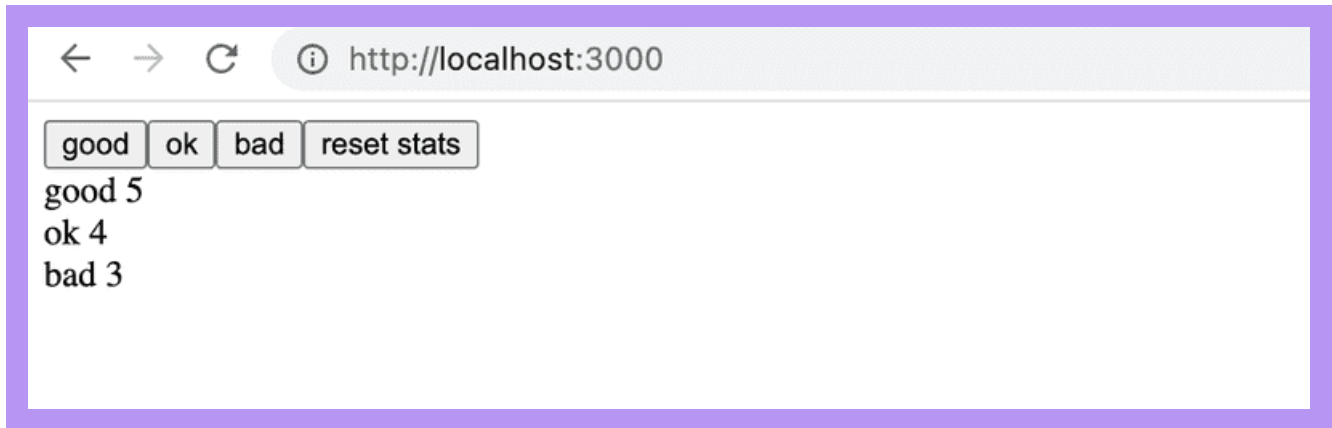 http://localhost:3000
good ok bad reset stats
good 5
ok 4
bad 3